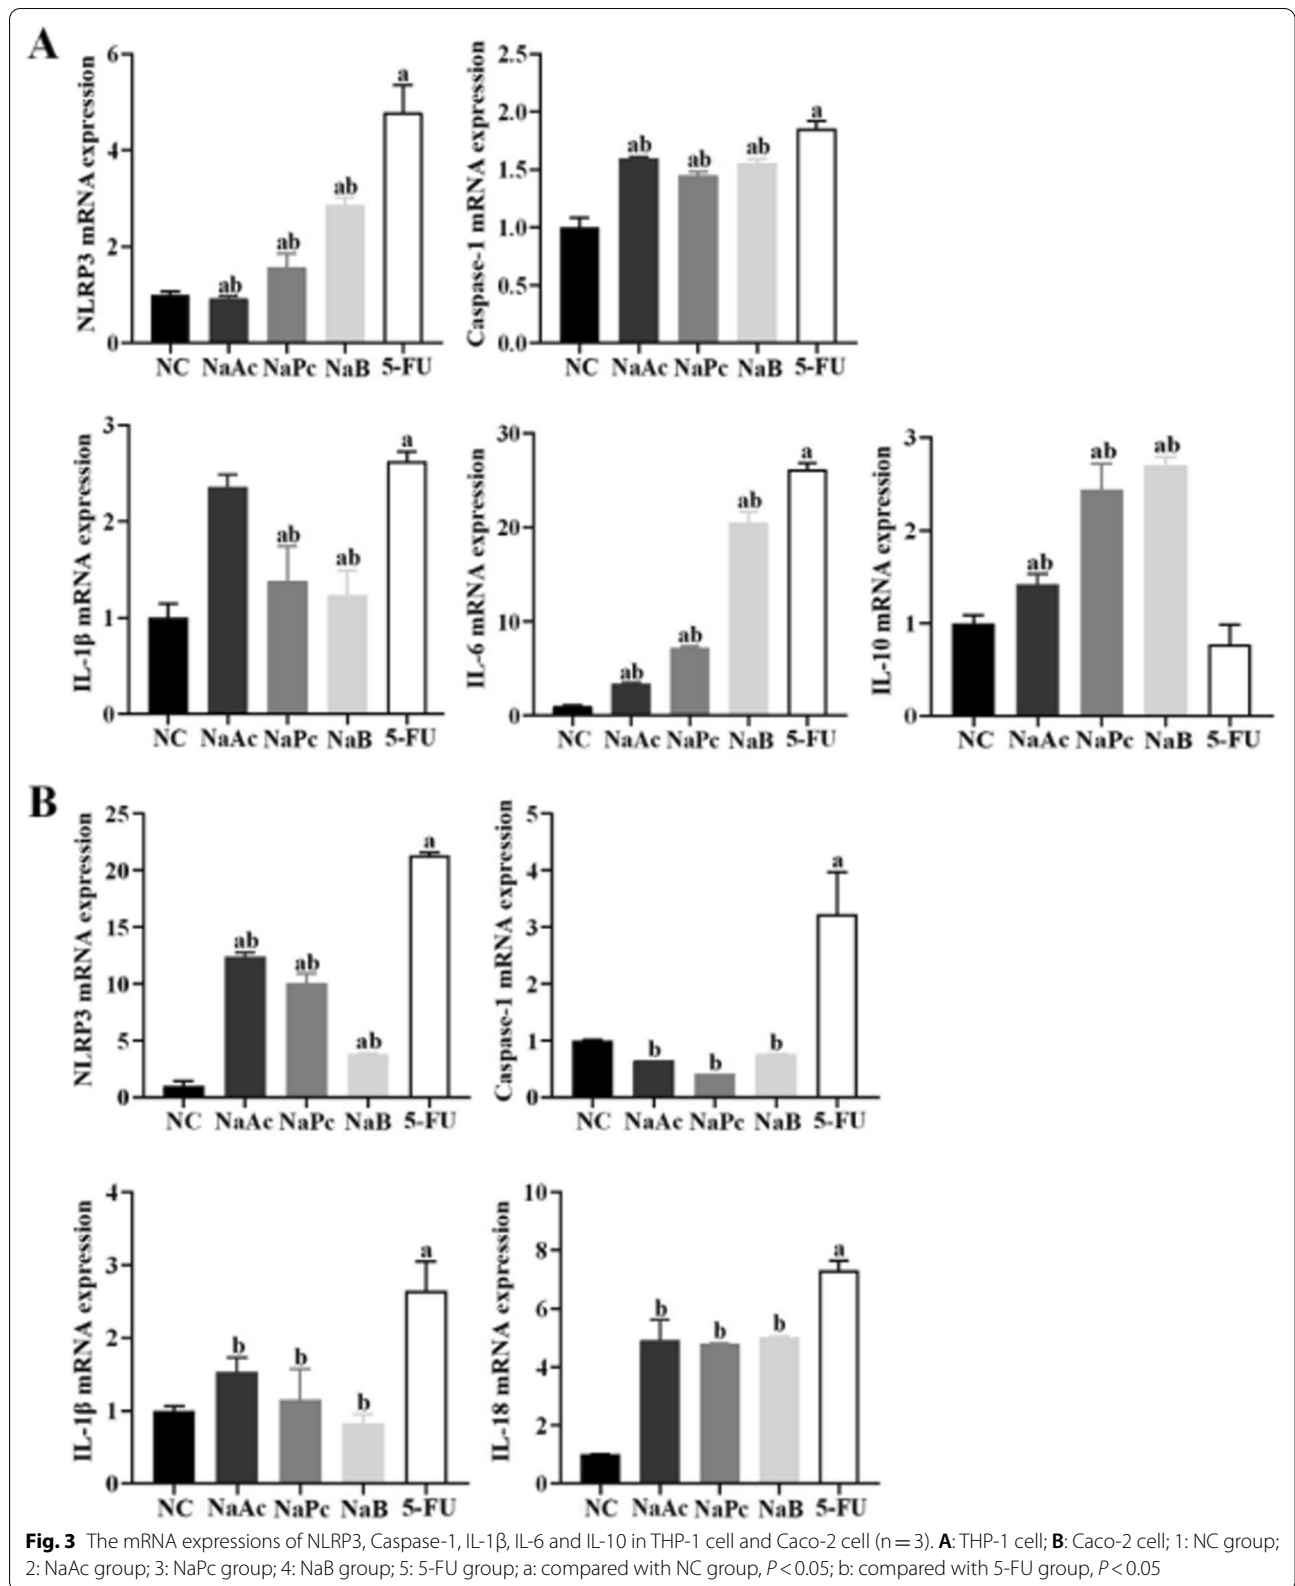 A
NLRP3 mRNA expression
6
4
2
0
ab
ab
ab
a
NC NaAc NaPc NaB 5-FU
Caspase-1 mRNA expression
2.5
2.0
1.5
1.0
0.5
0.0
ab
ab
ab
a
NC NaAc NaPc NaB 5-FU
IL-1β mRNA expression
3
2
1
0
ab
ab
a
NC NaAc NaPc NaB 5-FU
IL-6 mRNA expression
30
20
10
0
ab
ab
ab
a
NC NaAc NaPc NaB 5-FU
IL-10 mRNA expression
3
2
1
0
ab
ab
ab
NC NaAc NaPc NaB 5-FU
B
NLRP3 mRNA expression
25
20
15
10
5
0
ab
ab
ab
a
NC NaAc NaPc NaB 5-FU
Caspase-1 mRNA expression
5
4
3
2
1
0
b
b
b
a
NC NaAc NaPc NaB 5-FU
IL-1β mRNA expression
4
3
2
1
0
b
b
b
a
NC NaAc NaPc NaB 5-FU
IL-18 mRNA expression
10
8
6
4
2
0
b
b
b
a
NC NaAc NaPc NaB 5-FU
Fig. 3 The mRNA expressions of NLRP3, Caspase-1, IL-1β, IL-6 and IL-10 in THP-1 cell and Caco-2 cell (n = 3). A: THP-1 cell; B: Caco-2 cell; 1: NC group;
2: NaAc group; 3: NaPc group; 4: NaB group; 5: 5-FU group; a: compared with NC group, P < 0.05; b: compared with 5-FU group, P < 0.05